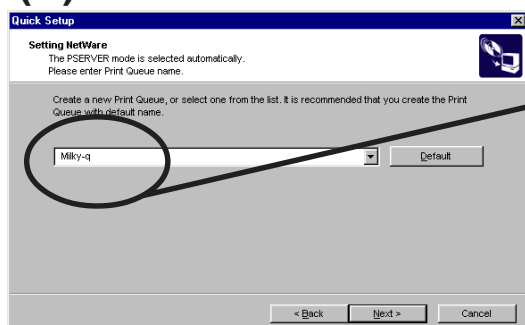 Quick Setup
Setting NetWare
The PSERVER mode is selected automatically.
Please enter Print Queue name.
Create a new Print Queue, or select one from the list. It is recommended that you create the Print
Queue with default name.
Milky-q
Default
< Back
Next >
Cancel